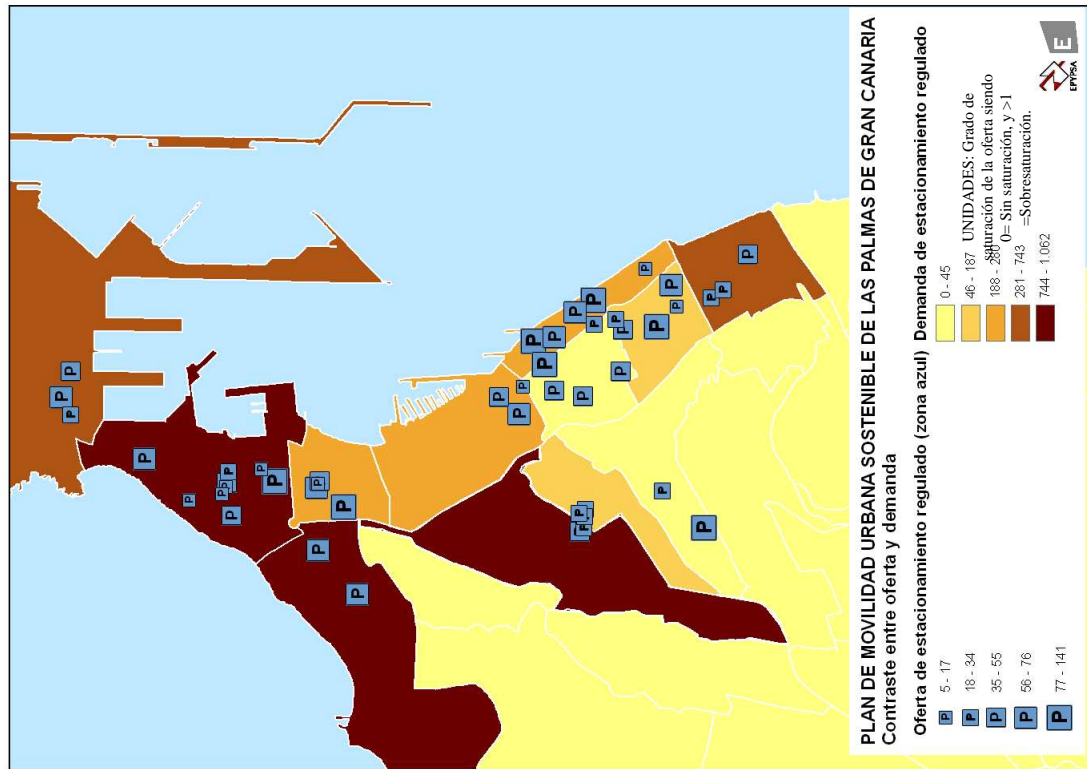 PLAN DE MOVILIDAD URBANA SOSTENIBLE DE LAS PALMAS DE GRAN CANARIA
Contraste entre oferta y demanda
Oferta de estacionamiento regulado (zona azul)
P 5 - 17
P 18 - 34
P 35 - 55
P 56 - 76
P 77 - 141
Demanda de estacionamiento regulado
0 - 45
46 - 187
188 - 280
281 - 743
744 - 1.062
UNIDADES: Grado de
saturación de la oferta siendo
0= Sin saturación, y >1
=Sobresaturación.
EPYPSA
E